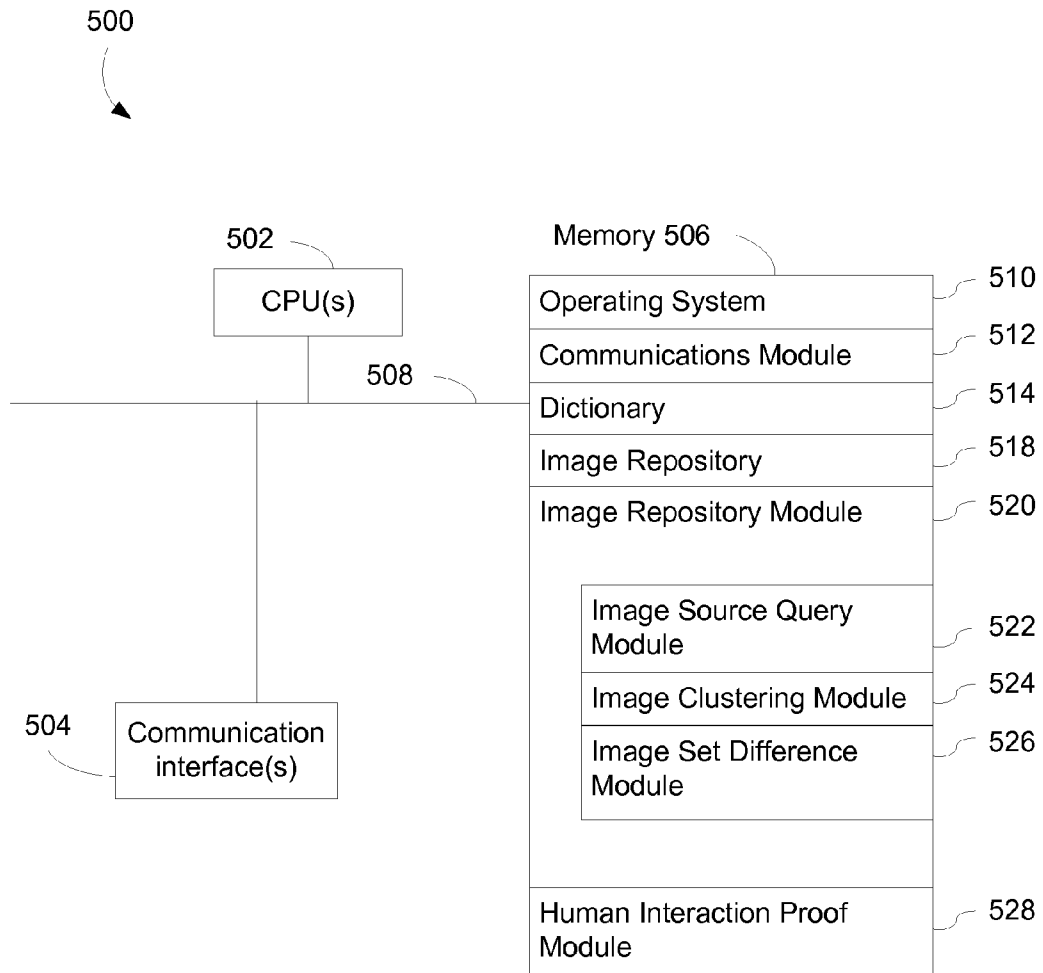 500
502
CPU(s)
508
504
Communication
interface(s)
Memory 506
Operating System
510
Communications Module
512
Dictionary
514
Image Repository
518
Image Repository Module
520
Image Source Query
Module
522
Image Clustering Module
524
Image Set Difference
Module
526
Human Interaction Proof
Module
528